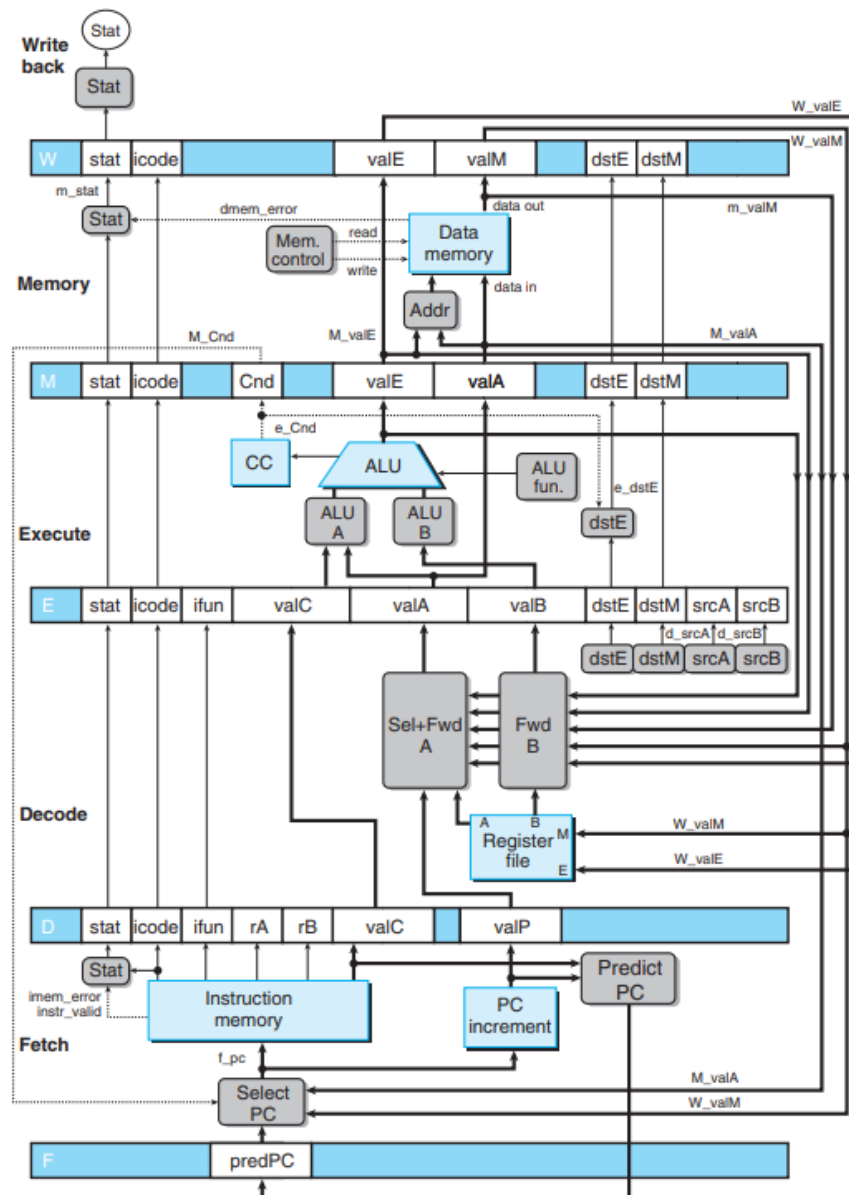 Stat
Write
back
Stat
W_valE
W_valM
W stat icode valE valM dstE dstM
m_stat
data out
m_valM
Stat
dmem_error
Data
memory
read
Mem.
control
write
Memory
data in
Addr
M_Cnd
M_valE
M_valA
M stat icode Cnd valE valA dstE dstM
e_Cnd
CC
ALU
ALU
fun.
e_dstE
ALU
A
ALU
B
dstE
Execute
E stat icode ifun valC valA valB dstE dstM srcA srcB
d_srcA d_srcB
dstE dstM srcA srcB
Sel+Fwd
A
Fwd
B
Decode
A B
Register
file
M
E
W_valM
W_valE
D stat icode ifun rA rB valC valP
Stat
Predict
PC
imem_error
instr_valid
Instruction
memory
PC
increment
Fetch
f_pc
Select
PC
M_valA
W_valM
F predPC